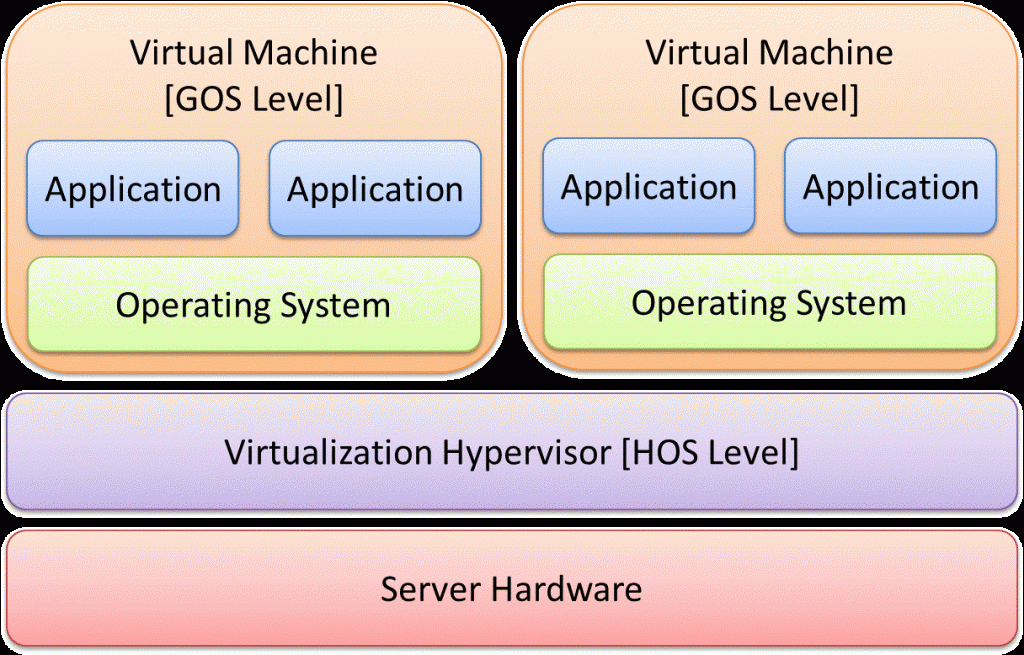 Virtual Machine
[GOS Level]
Application
Application
Operating System
Virtual Machine
[GOS Level]
Application
Application
Operating System
Virtualization Hypervisor [HOS Level]
Server Hardware